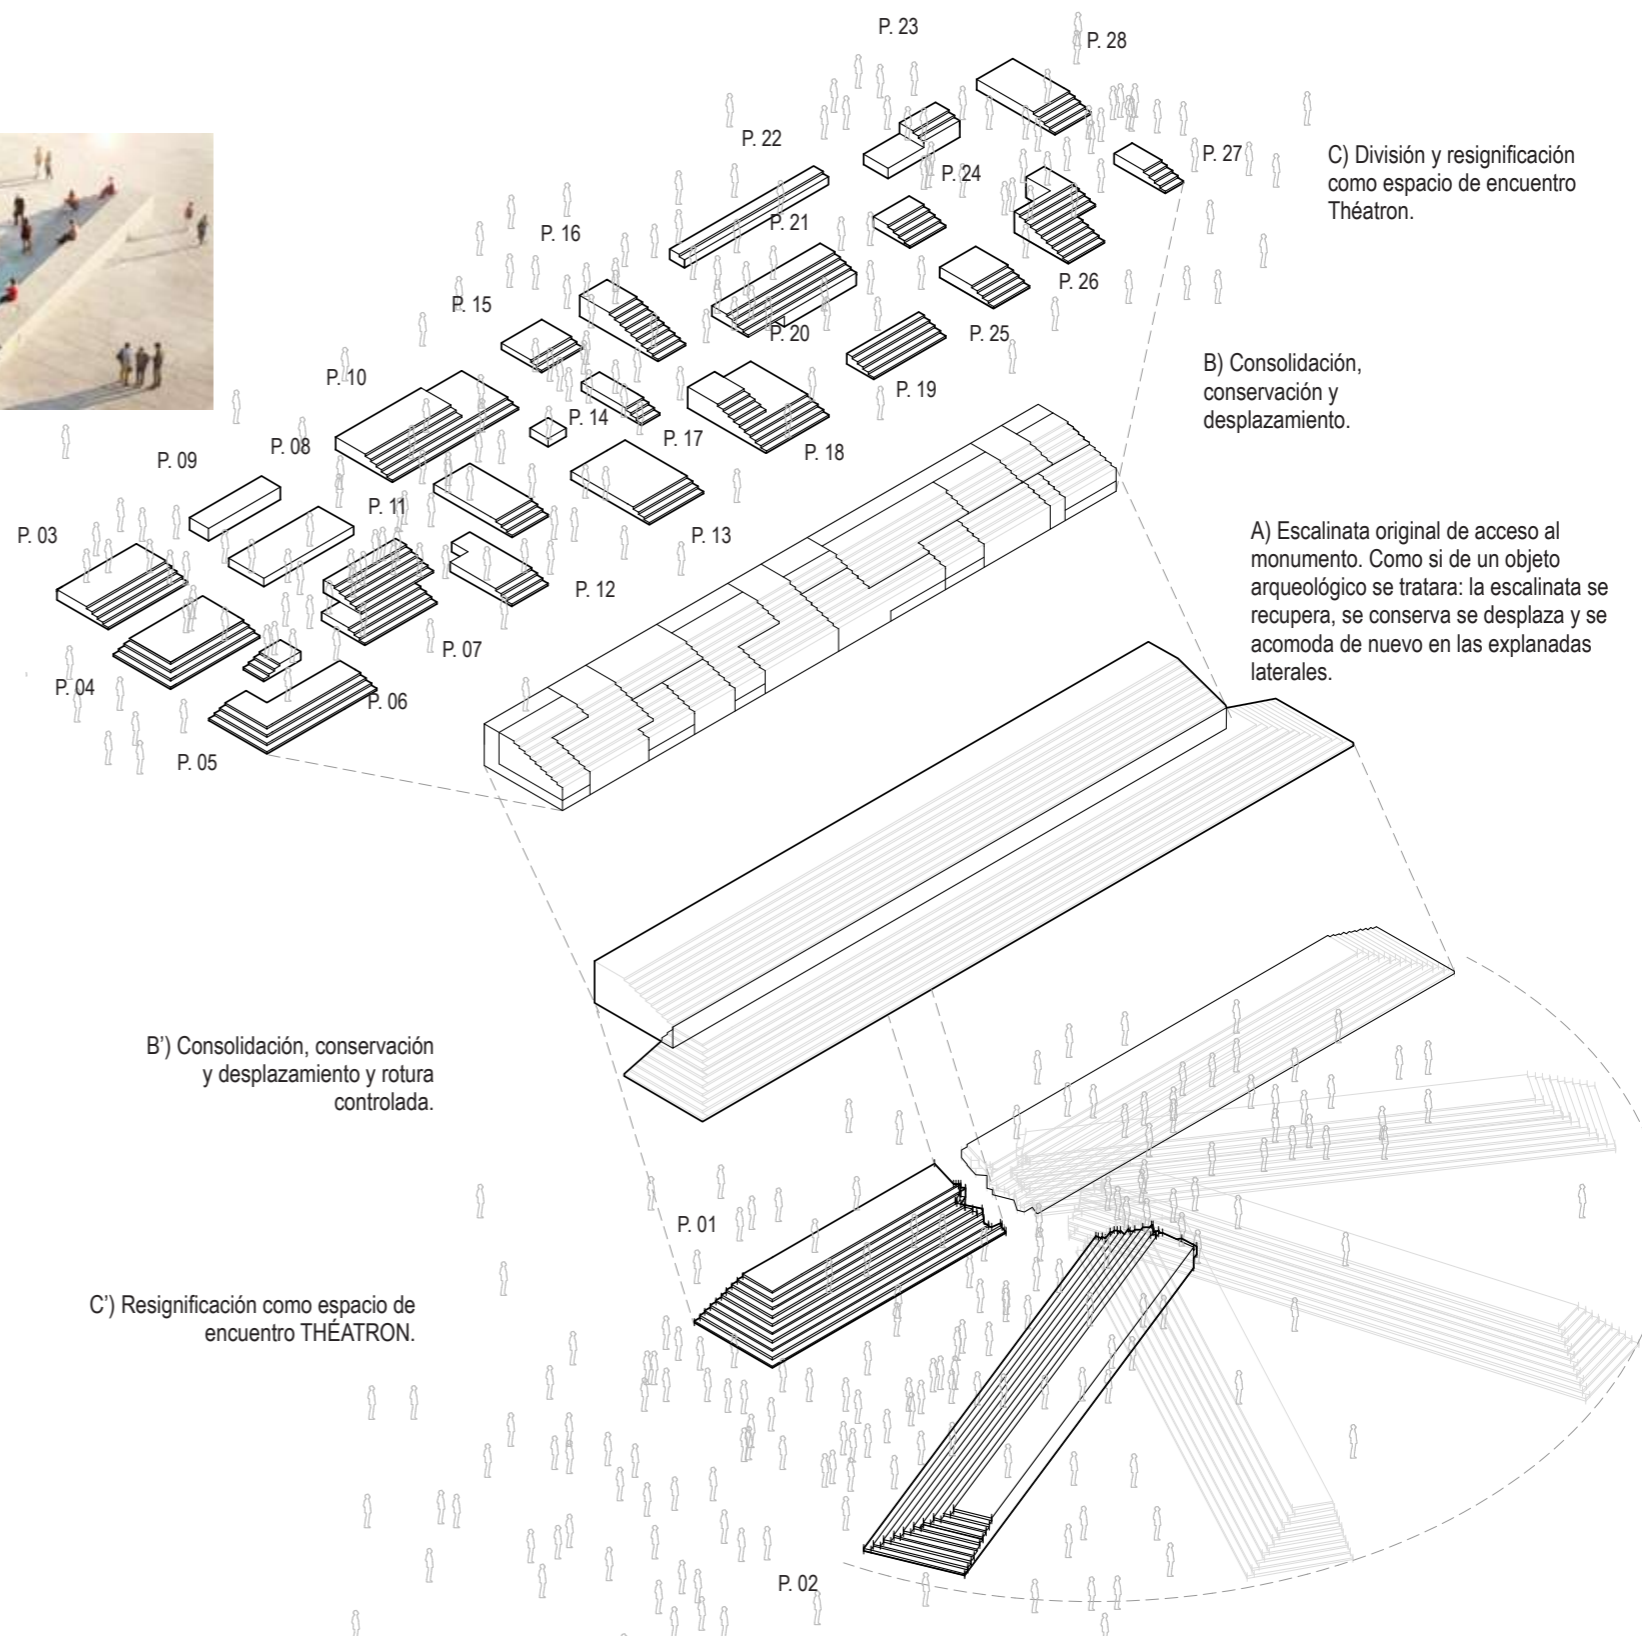 P. 23
P. 28
P. 22
P. 27
C) División y resignificación
como espacio de encuentro
Théatron.
P. 24
P. 21
P. 16
P. 26
P. 15
P. 20
P. 25
P. 10
P. 19
B) Consolidación,
conservación y
desplazamiento.
P. 14
P. 17
P. 18
P. 08
P. 09
P. 11
P. 03
P. 13
A) Escalinata original de acceso al
monumento. Como si de un objeto
arqueológico se tratara: la escalinata se
recupera, se conserva se desplaza y se
acomoda de nuevo en las explanadas
laterales.
P. 12
P. 07
P. 04
P. 06
P. 05
B’) Consolidación, conservación
y desplazamiento y rotura
controlada.
P. 01
C’) Resignificación como espacio de
encuentro THÉATRON.
P. 02